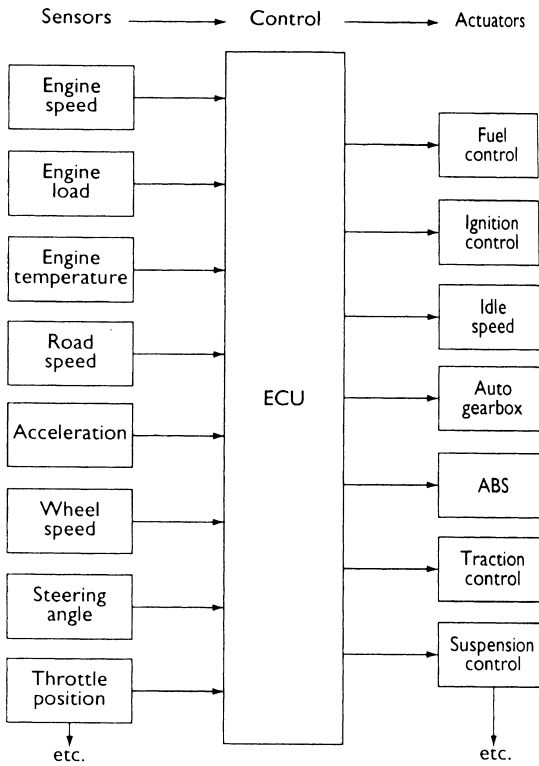 Sensors
Control
Actuators
Engine
speed
Engine
load
Engine
temperature
Road
speed
Acceleration
Wheel
speed
Steering
angle
Throttle
position
etc.
ECU
Fuel
control
Ignition
control
Idle
speed
Auto
gearbox
ABS
Traction
control
Suspension
control
etc.